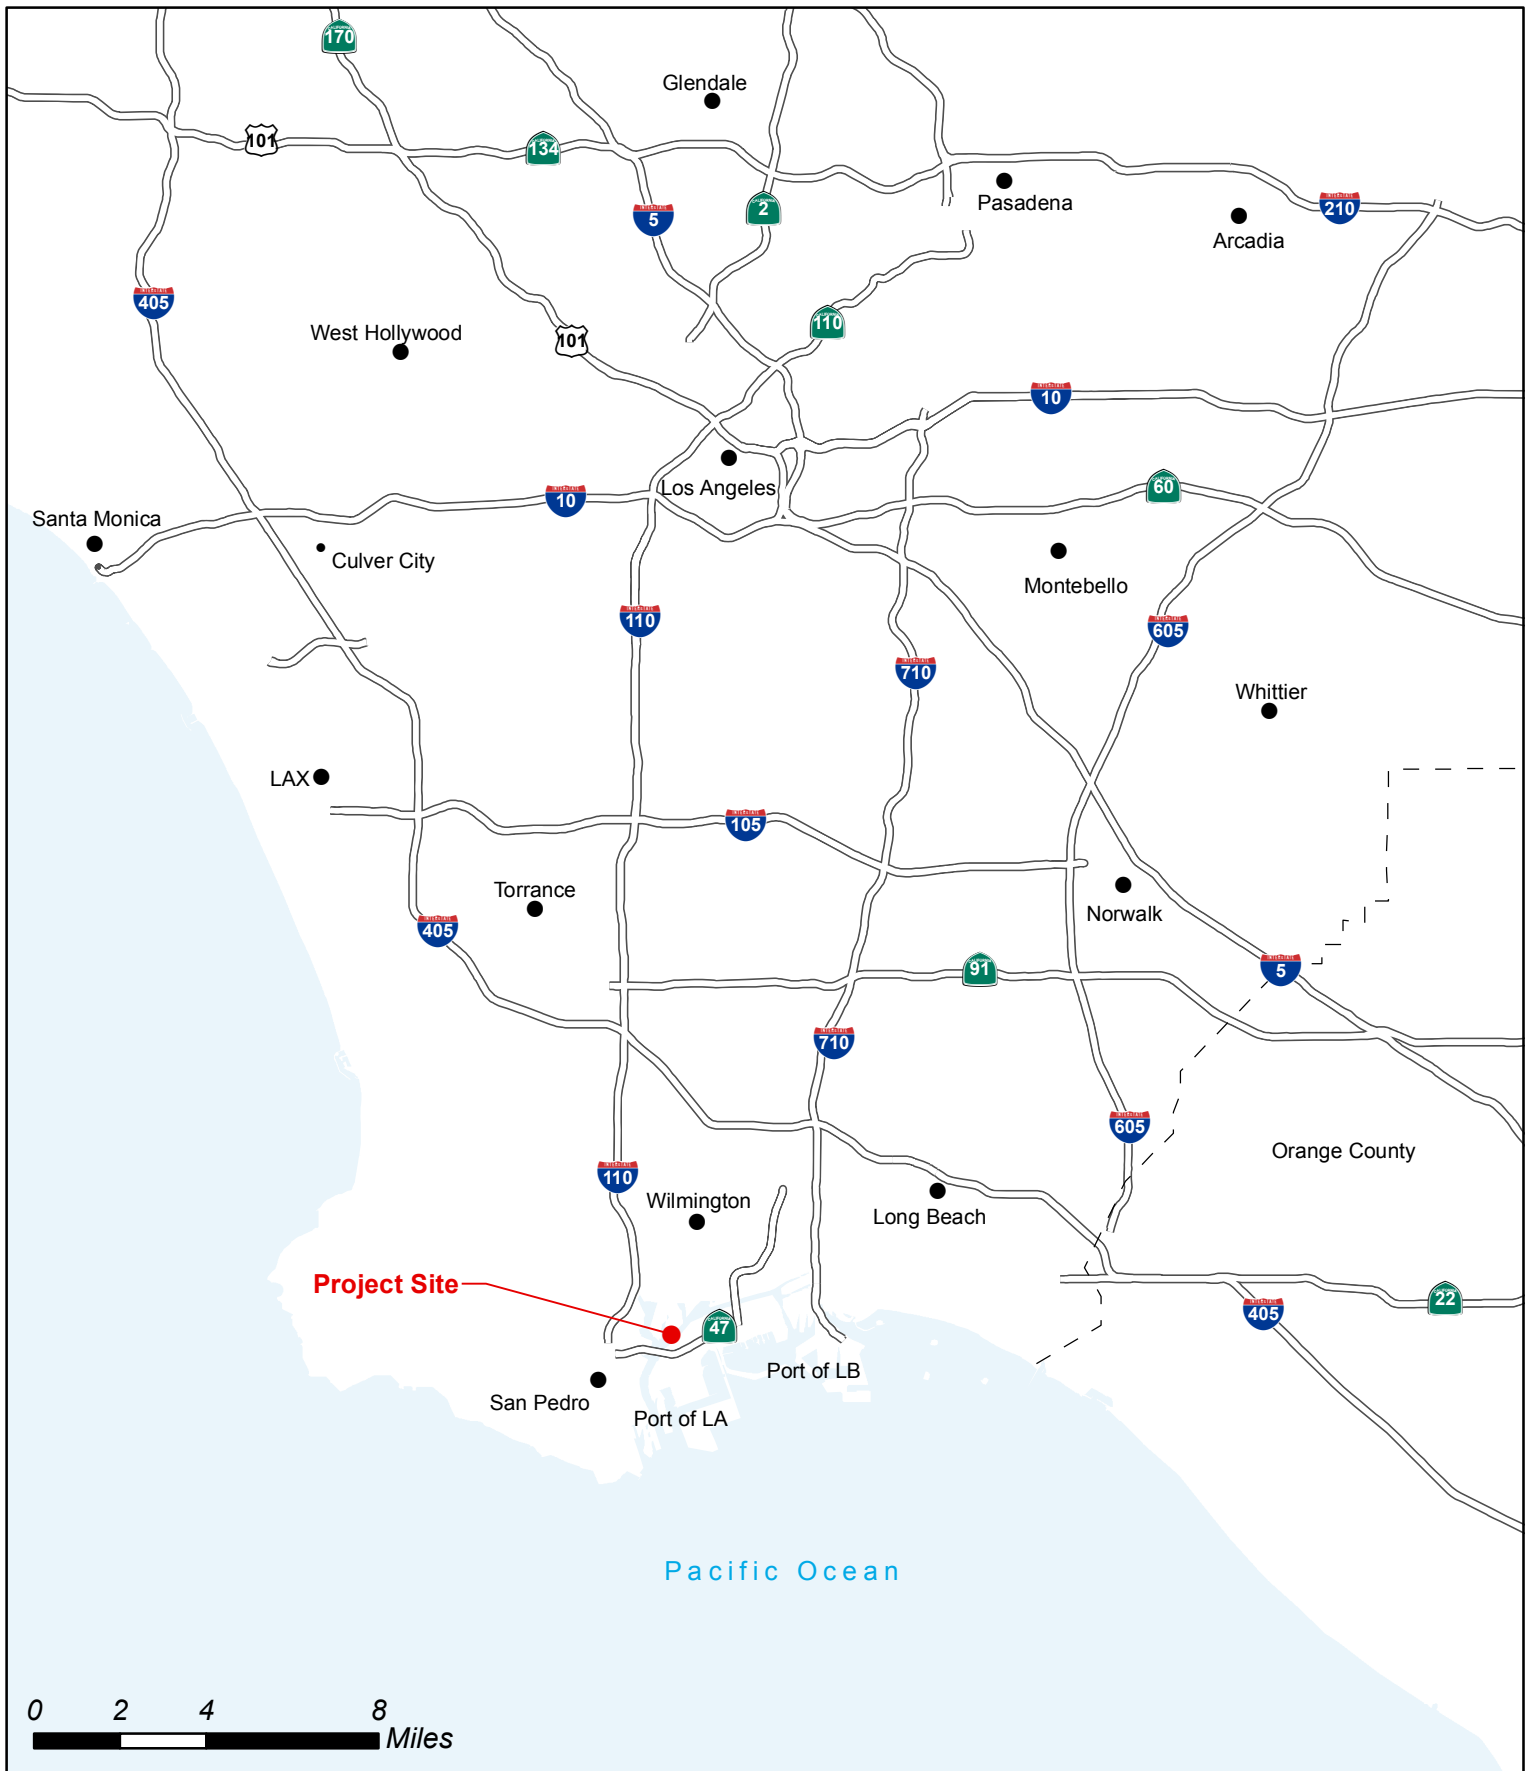 170
Glendale
101
134
Pasadena
5
2
210
Arcadia
405
110
West Hollywood
101
10
Los Angeles
60
10
Santa Monica
Culver City
Montebello
110
605
710
Whittier
LAX
105
Torrance
Norwalk
405
91
5
710
605
Orange County
110
Wilmington
Long Beach
Project Site
22
405
47
Port of LB
San Pedro
Port of LA
Pacific Ocean
0 2 4 8
Miles